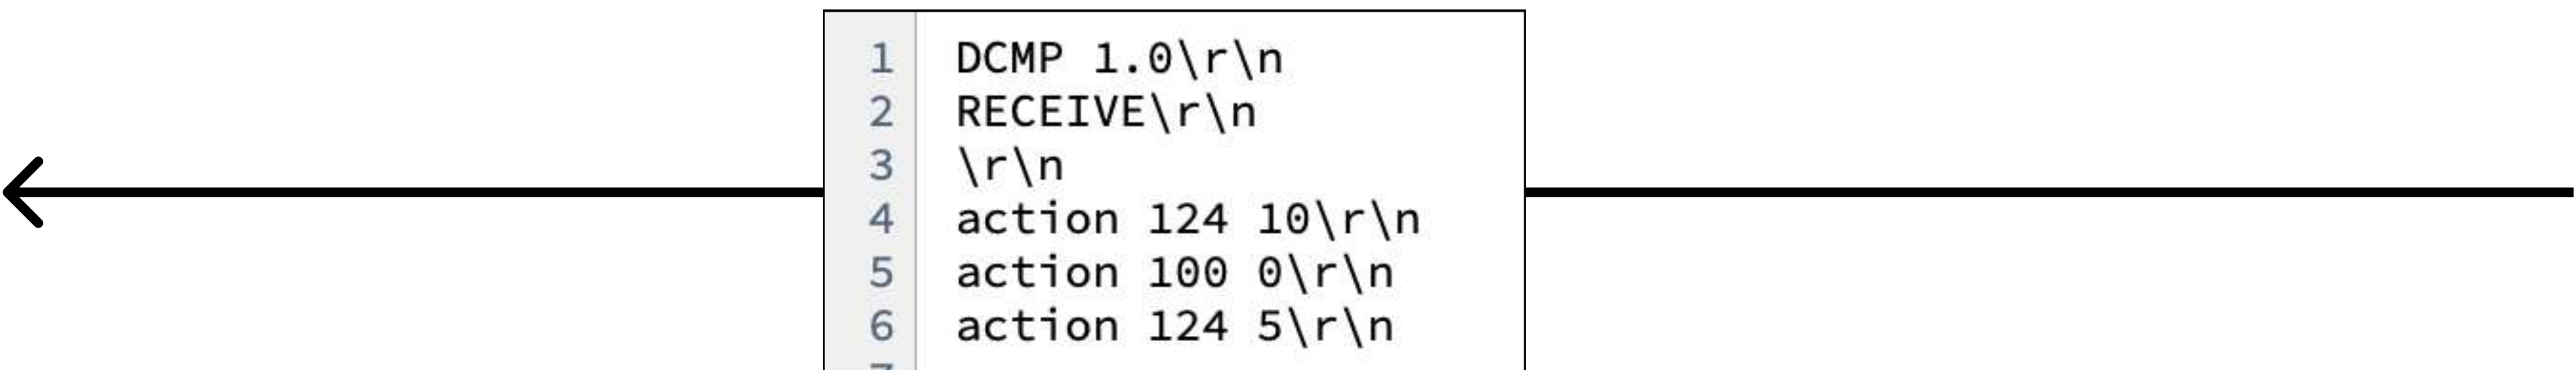 1 DCMP 1.0\r\n
2 RECEIVE\r\n
3 \r\n
4 action 124 10\r\n
5 action 100 0\r\n
6 action 124 5\r\n